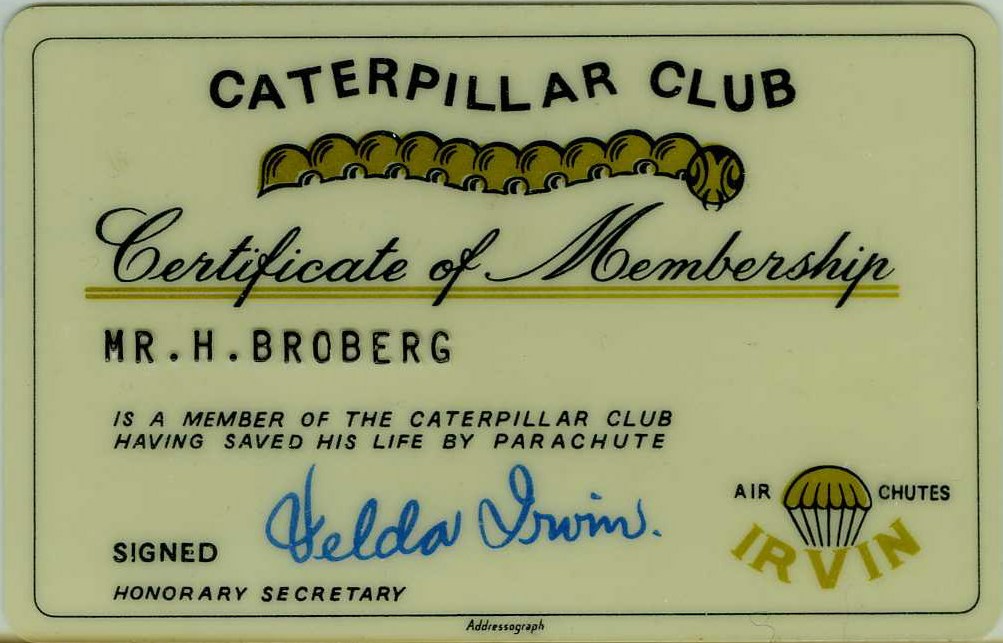 CATERPILLAR CLUB
Certificate of Membership
MR.H.BROBERG
IS A MEMBER OF THE CATERPILLAR CLUB
HAVING SAVED HIS LIFE BY PARACHUTE
AIR CHUTES
IRVIN
SIGNED Velda Irvin.
HONORARY SECRETARY
Addressograph